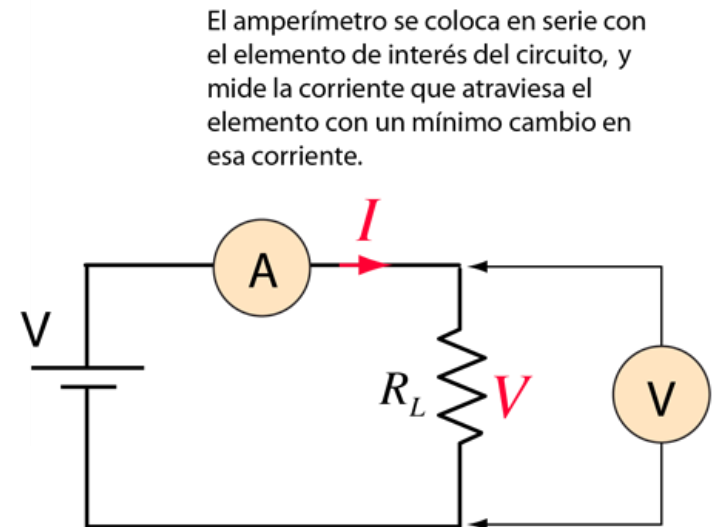 El amperímetro se coloca en serie con
el elemento de interés del circuito, y
mide la corriente que atraviesa el
elemento con un mínimo cambio en
esa corriente.
I
A
V
R_L
V
V